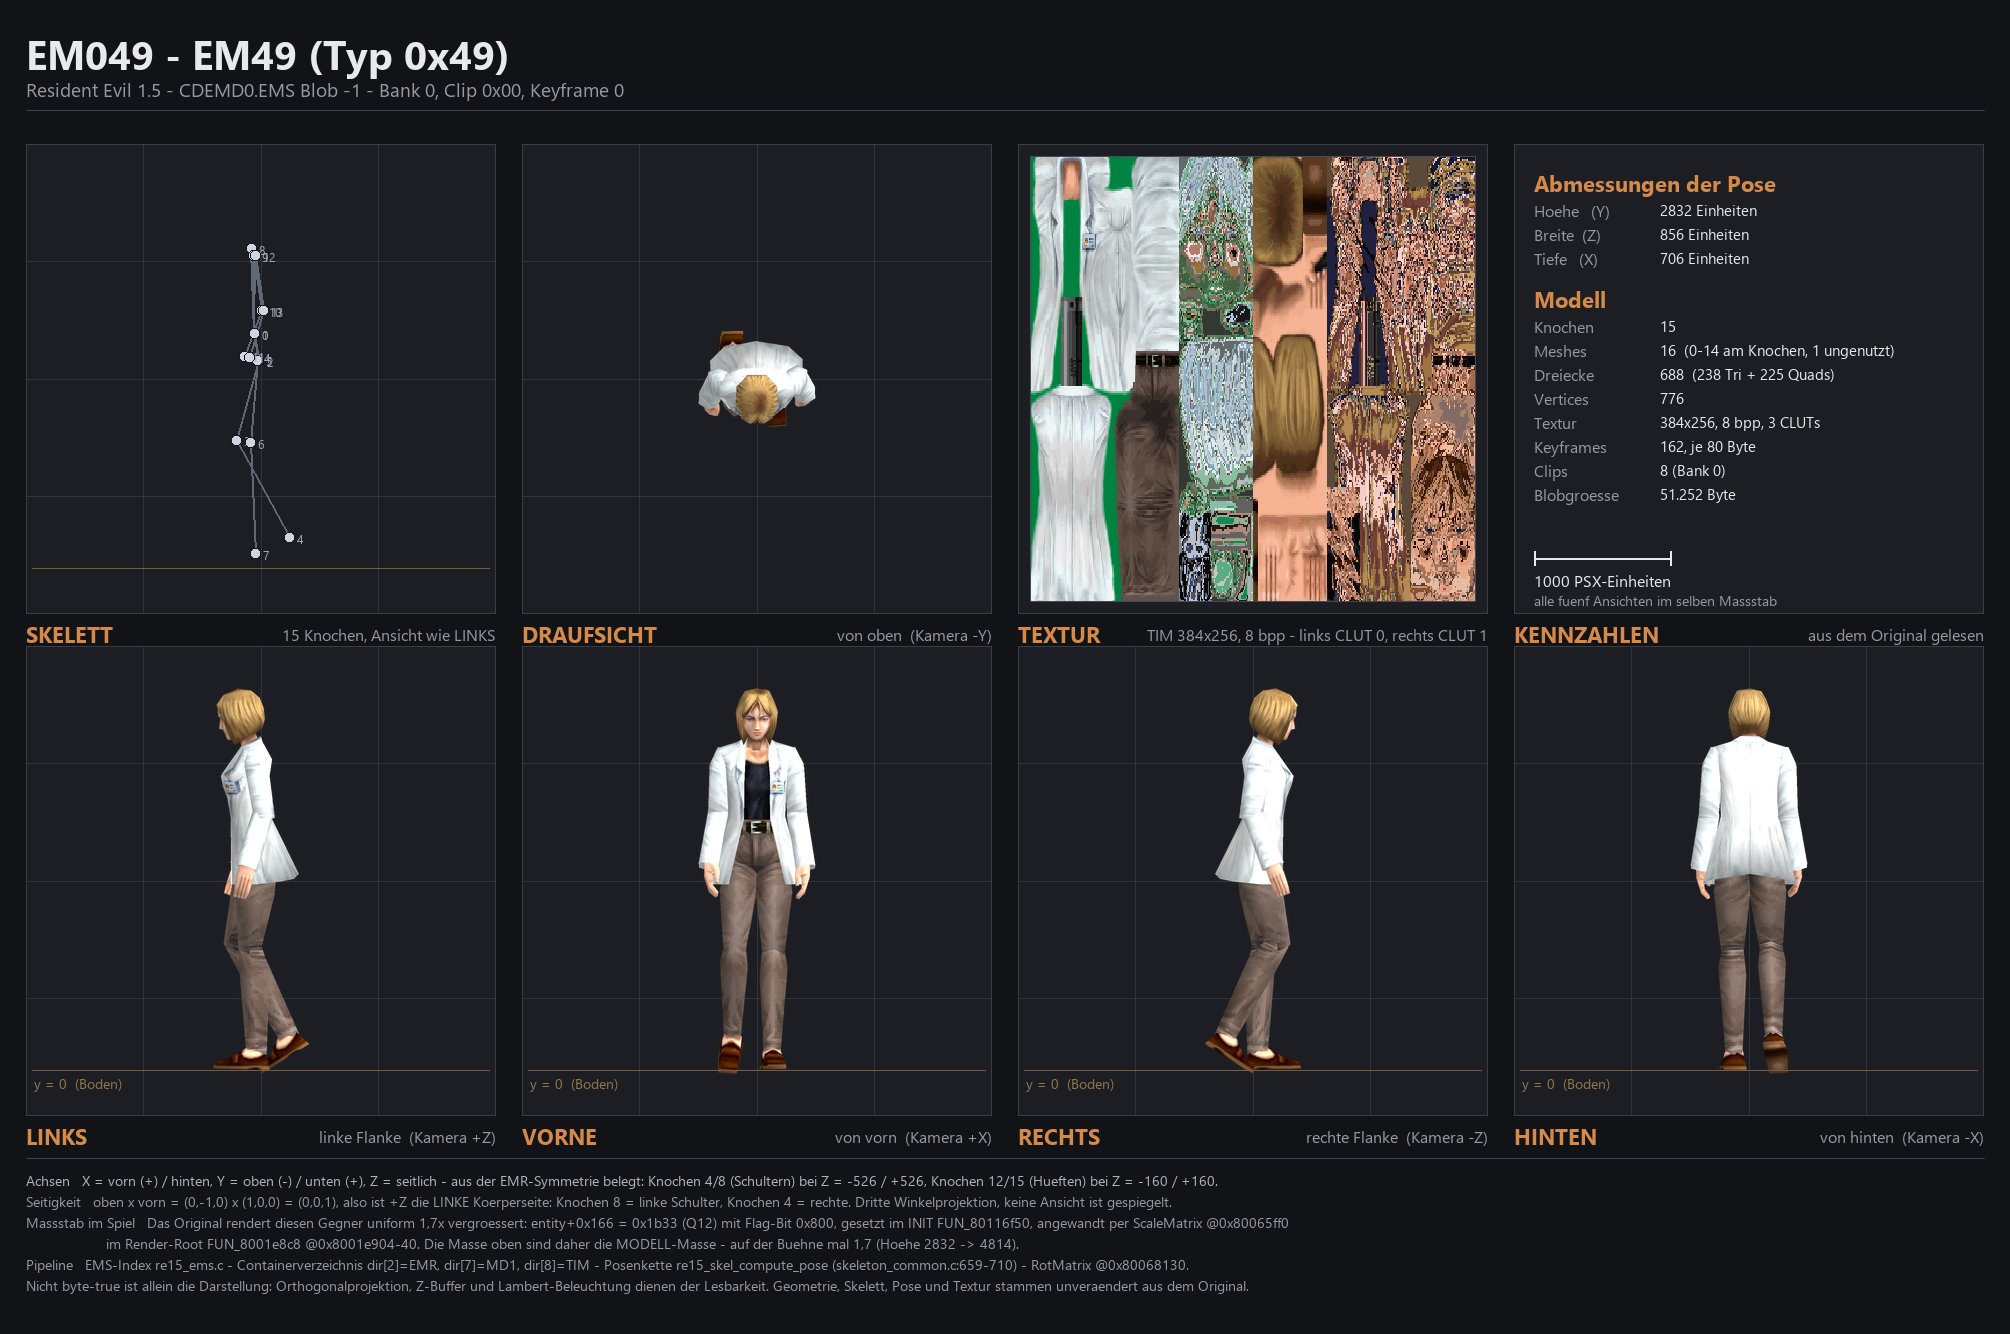 EM049 - EM49 (Typ 0x49)
Resident Evil 1.5 - CDEMD0.EMS Blob -1 - Bank 0, Clip 0x00, Keyframe 0
8
12
0
2
6
4
7
SKELETT 15 Knochen, Ansicht wie LINKS
DRAUFSICHT von oben (Kamera -Y)
TEXTUR TIM 384x256, 8 bpp - links CLUT 0, rechts CLUT 1
Abmessungen der Pose
Hoehe (Y) 2832 Einheiten
Breite (Z) 856 Einheiten
Tiefe (X) 706 Einheiten
Modell
Knochen 15
Meshes 16 (0-14 am Knochen, 1 ungenutzt)
Dreiecke 688 (238 Tri + 225 Quads)
Vertices 776
Textur 384x256, 8 bpp, 3 CLUTs
Keyframes 162, je 80 Byte
Clips 8 (Bank 0)
Blobgroesse 51.252 Byte
1000 PSX-Einheiten
alle fuenf Ansichten im selben Massstab
KENNZAHLEN aus dem Original gelesen
y = 0 (Boden)
LINKS linke Flanke (Kamera +Z)
y = 0 (Boden)
VORNE von vorn (Kamera +X)
y = 0 (Boden)
RECHTS rechte Flanke (Kamera -Z)
y = 0 (Boden)
HINTEN von hinten (Kamera -X)
Achsen X = vorn (+) / hinten, Y = oben (-) / unten (+), Z = seitlich - aus der EMR-Symmetrie belegt: Knochen 4/8 (Schultern) bei Z = -526 / +526, Knochen 12/15 (Hueften) bei Z = -160 / +160.
Seitigkeit oben x vorn = (0,-1,0) x (1,0,0) = (0,0,1), also ist +Z die LINKE Koerperseite: Knochen 8 = linke Schulter, Knochen 4 = rechte. Dritte Winkelprojektion, keine Ansicht ist gespiegelt.
Massstab im Spiel Das Original rendert diesen Gegner uniform 1,7x vergroessert: entity+0x166 = 0x1b33 (Q12) mit Flag-Bit 0x800, gesetzt im INIT FUN_80116f50, angewandt per ScaleMatrix @0x80065ff0
im Render-Root FUN_8001e8c8 @0x8001e904-40. Die Masse oben sind daher die MODELL-Masse - auf der Buehne mal 1,7 (Hoehe 2832 -> 4814).
Pipeline EMS-Index re15_ems.c - Containerverzeichnis dir[2]=EMR, dir[7]=MD1, dir[8]=TIM - Posenkette re15_skel_compute_pose (skeleton_common.c:659-710) - RotMatrix @0x80068130.
Nicht byte-true ist allein die Darstellung: Orthogonalprojektion, Z-Buffer und Lambert-Beleuchtung dienen der Lesbarkeit. Geometrie, Skelett, Pose und Textur stammen unveraendert aus dem Original.